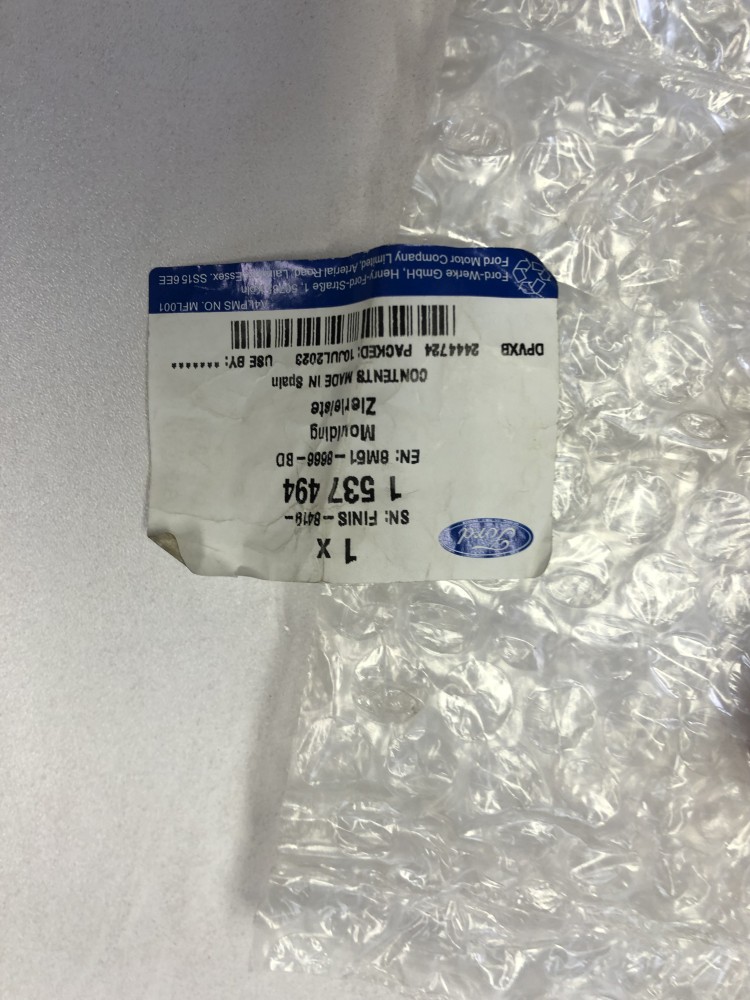 1 x
Ford
SN: FINIS-8419-
1 537 494
EN: 8M51-8666-BD
Moulding
Zierleiste
CONTENTS MADE IN Spain
DPVXB 2444724 PACKED: 10JUL2023 USE BY: *******
PMS NO. MFL001
Ford-Werke GmbH, Henry-Ford-Straße 1,
Ford Motor Company Limited, Arterial Road, Essex. SS15 6EE